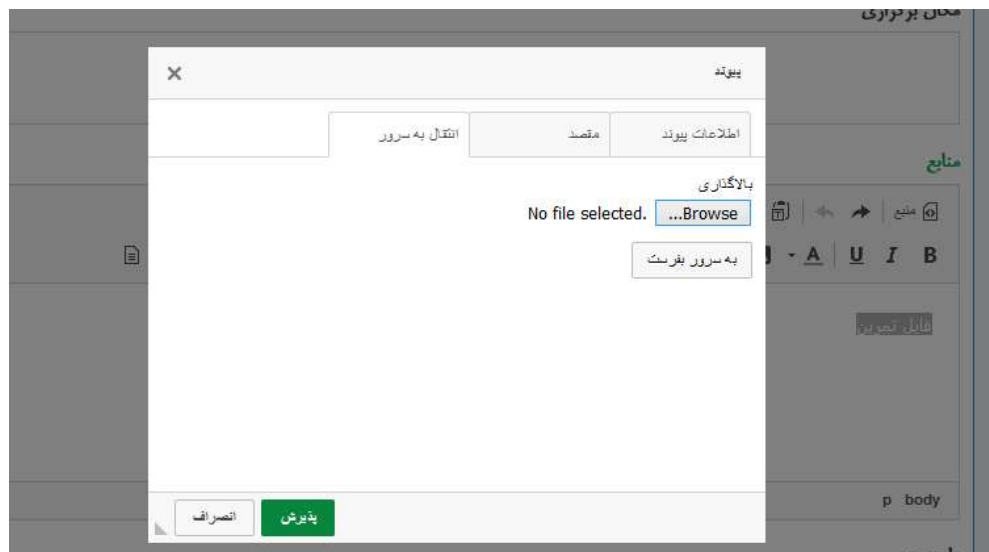 مکان برگزاری
پیوند
اطلاعات پیوند
مقصد
انتقال به سرور
منابع
بالاگذاری
Browse...
No file selected.
منبع
به سرور بفرست
B I U A
فایل تمرین
body p
پذیرش
انصراف